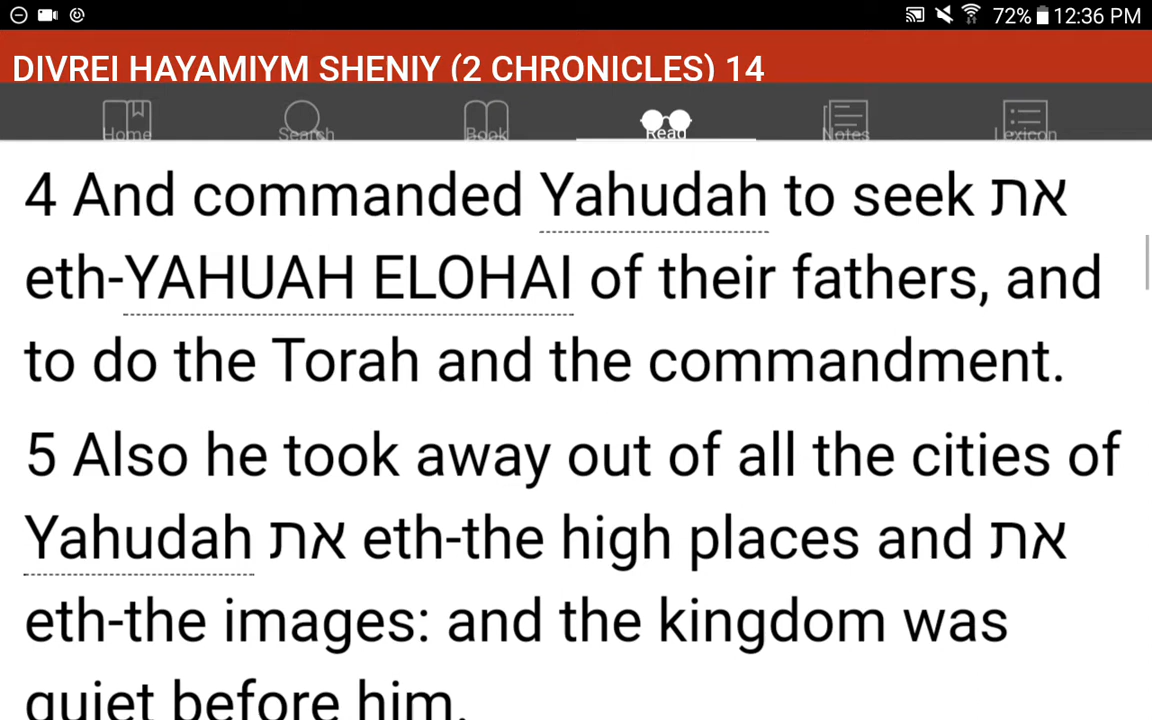 72% 12:36 PM
DIVREI HAYAMIYM SHENIY (2 CHRONICLES) 14
Home Search Book Read Notes Lexicon
4 And commanded Yahudah to seek את
eth-YAHUAH ELOHAI of their fathers, and
to do the Torah and the commandment.
5 Also he took away out of all the cities of
Yahudah את eth-the high places and את
eth-the images: and the kingdom was
quiet before him.